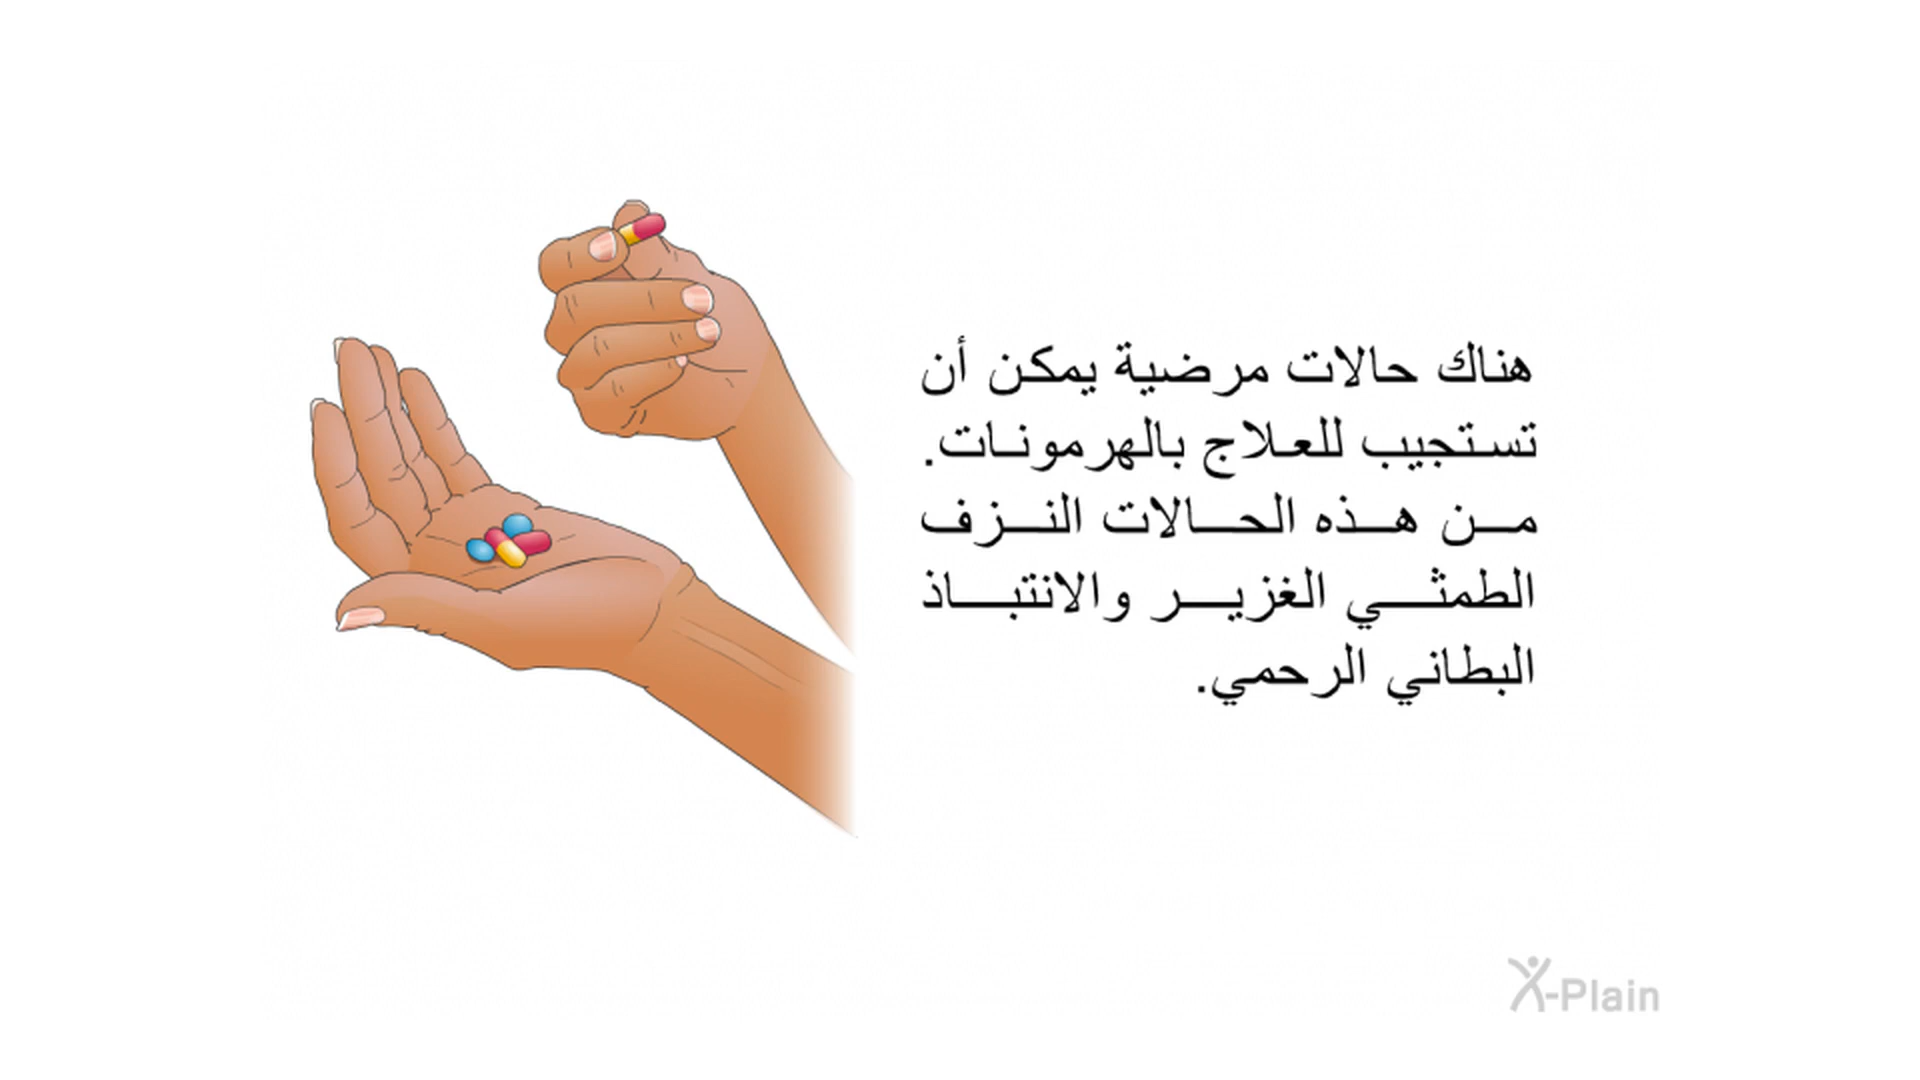 هناك حالات مرضية يمكن أن
تستجيب للعلاج بالهرمونات.
من هذه الحالات النزف
الطمثي الغزير والانتباذ
البطاني الرحمي.
X-Plain